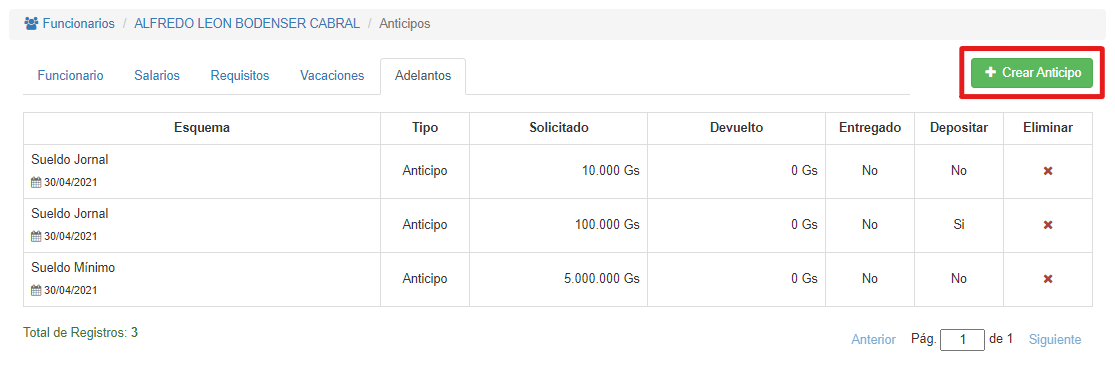 Funcionarios / ALFREDO LEON BODENSER CABRAL / Anticipos
Funcionario Salarios Requisitos Vacaciones Adelantos
Crear Anticipo
Esquema Tipo Solicitado Devuelto Entregado Depositar Eliminar
Sueldo Jornal
30/04/2021
Anticipo 10.000 Gs 0 Gs No No
Sueldo Jornal
30/04/2021
Anticipo 100.000 Gs 0 Gs No Si
Sueldo Mínimo
30/04/2021
Anticipo 5.000.000 Gs 0 Gs No No
Total de Registros: 3
Anterior Pág. 1 de 1 Siguiente